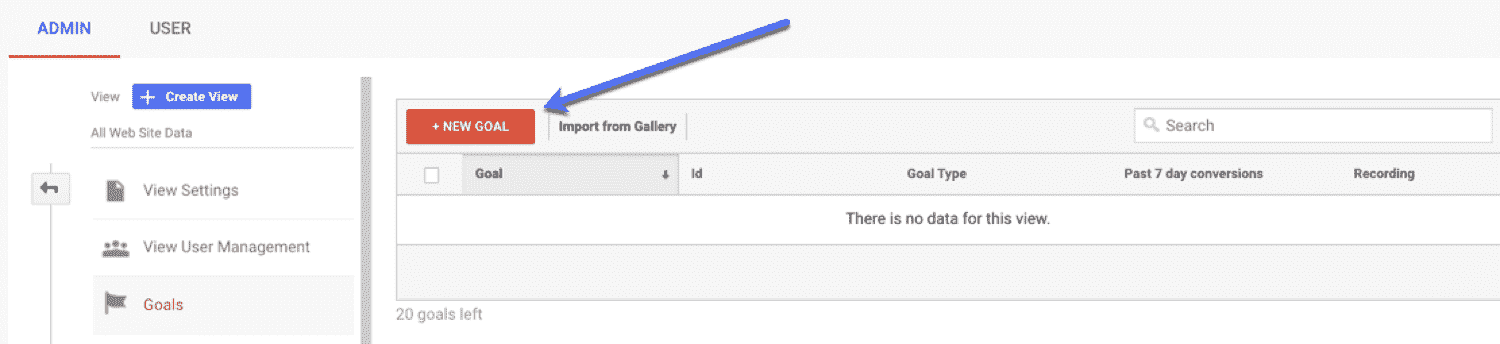 ADMIN USER
View + Create View
All Web Site Data
View Settings
View User Management
Goals
+ NEW GOAL Import from Gallery Search
Goal Id Goal Type Past 7 day conversions Recording
There is no data for this view.
20 goals left